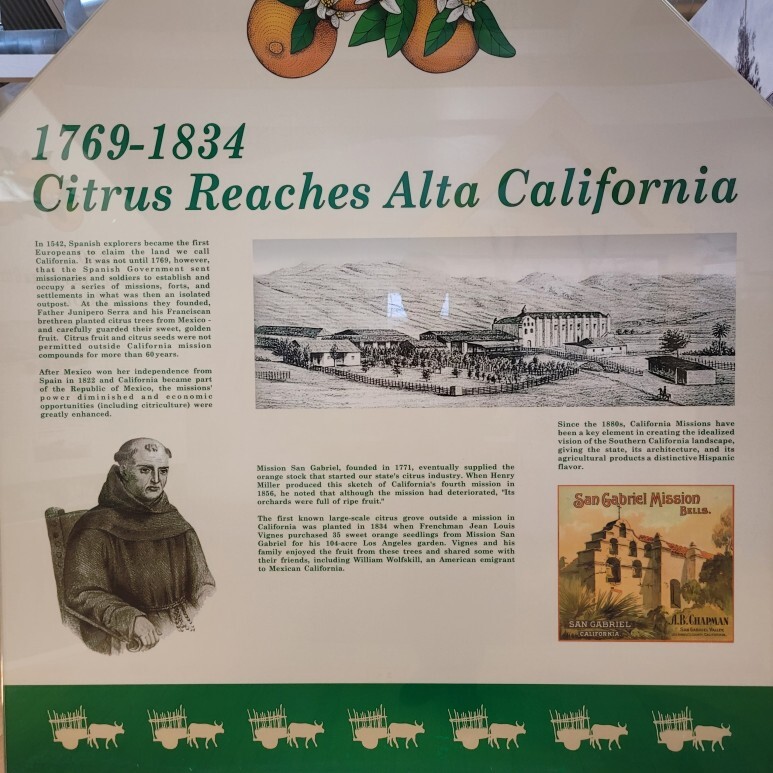 1769-1834
Citrus Reaches Alta California
In 1542, Spanish explorers became the first
Europeans to claim the land we call
California. It was not until 1769, however,
that the Spanish Government sent
missionaries and soldiers to establish and
occupy a series of missions, forts, and
settlements in what was then an isolated
outpost. At the missions they founded,
Father Junipero Serra and his Franciscan
brethren planted citrus trees from Mexico -
and carefully guarded their sweet, golden
fruit. Citrus fruit and citrus seeds were not
permitted outside California mission
compounds for more than 60 years.
After Mexico won her independence from
Spain in 1822 and California became part
of the Republic of Mexico, the missions'
power diminished and economic
opportunities (including citriculture) were
greatly enhanced.
Mission San Gabriel, founded in 1771, eventually supplied the
orange stock that started our state's citrus industry. When Henry
Miller produced this sketch of California's fourth mission in
1856, he noted that although the mission had deteriorated, "Its
orchards were full of ripe fruit."
The first known large-scale citrus grove outside a mission in
California was planted in 1834 when Frenchman Jean Louis
Vignes purchased 35 sweet orange seedlings from Mission San
Gabriel for his 104-acre Los Angeles garden. Vignes and his
family enjoyed the fruit from these trees and shared some with
their friends, including William Wolfskill, an American emigrant
to Mexican California.
Since the 1880s, California Missions have
been a key element in creating the idealized
vision of the Southern California landscape,
giving the state, its architecture, and its
agricultural products a distinctive Hispanic
flavor.
San Gabriel Mission
BELLS.
SAN GABRIEL
CALIFORNIA
A.B. CHAPMAN
SAN GABRIEL VALLEY